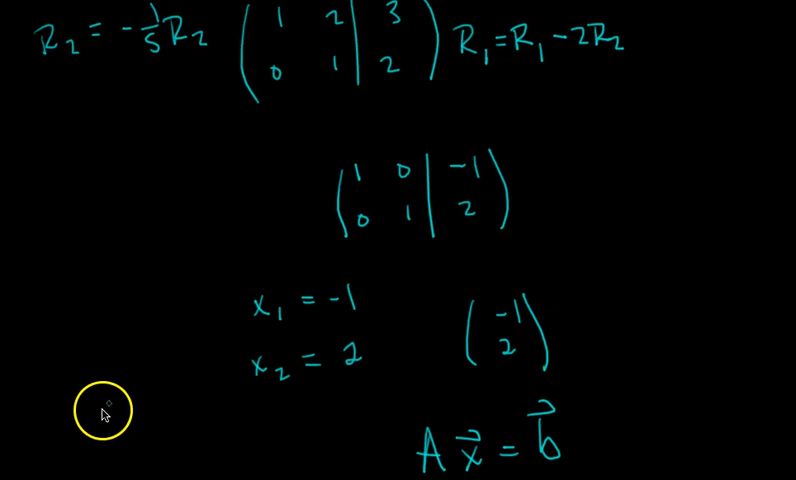 R₂ = -1/5 R₂ ( 1 2 | 3 ) R₁ = R₁ - 2R₂
( 0 1 | 2 )
( 1 0 | -1 )
( 0 1 | 2 )
x₁ = -1 ( -1 )
x₂ = 2 ( 2 )
A x⃗ = b⃗